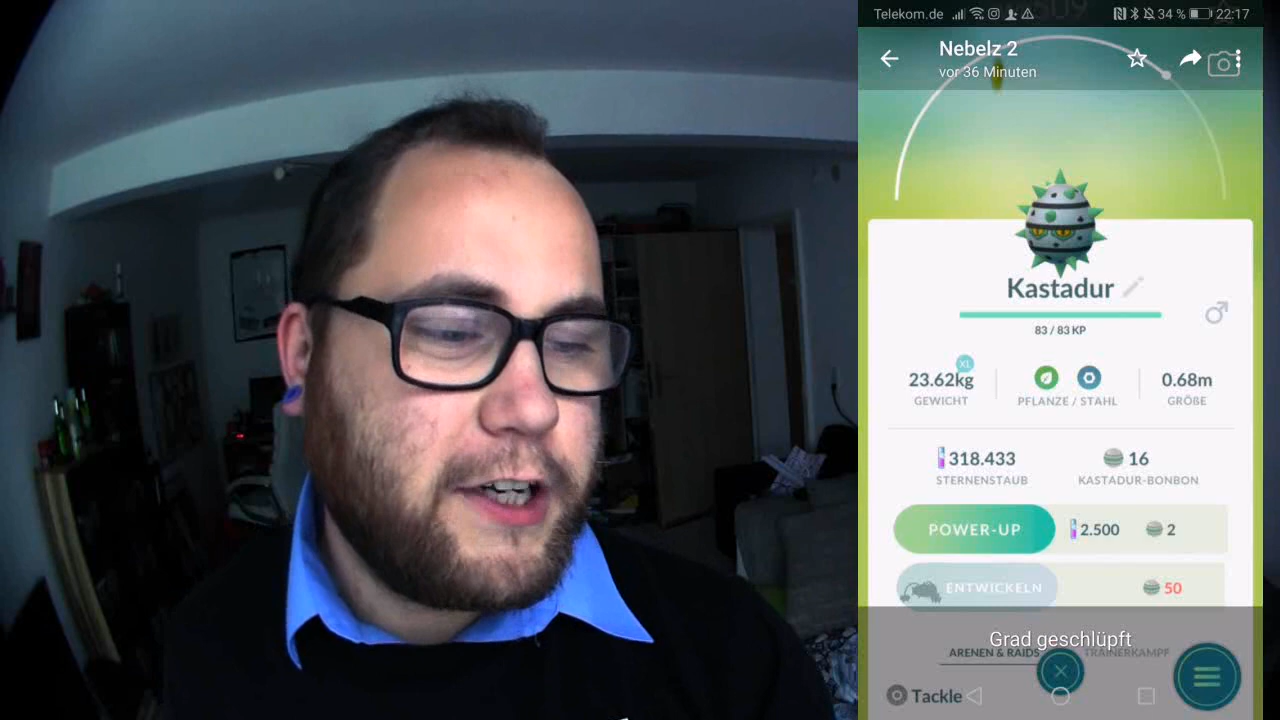 Telekom.de 34 % 22:17
Nebelz 2
vor 36 Minuten
Kastadur
83 / 83 KP
XL
23.62kg
GEWICHT
PFLANZE / STAHL
0.68m
GRÖßE
318.433
STERNENSTAUB
16
KASTADUR-BONBON
POWER-UP 2.500 2
ENTWICKELN 50
Grad geschlüpft
ARENEN & RAIDS TRAINERKAMPF
Tackle